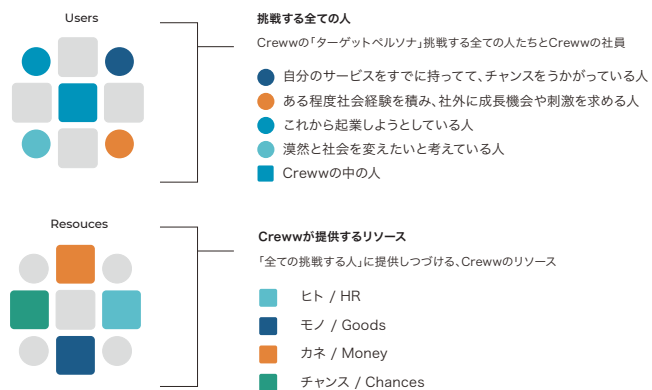 Users
挑戦する全ての人
Crewwの「ターゲットペルソナ」挑戦する全ての人たちとCrewwの社員
自分のサービスをすでに持ってて、チャンスをうかがっている人
ある程度社会経験を積み、社外に成長機会や刺激を求める人
これから起業しようとしている人
漠然と社会を変えたいと考えている人
Crewwの中の人
Resouces
Crewwが提供するリソース
「全ての挑戦する人」に提供しつづける、Crewwのリソース
ヒト / HR
モノ / Goods
カネ / Money
チャンス / Chances